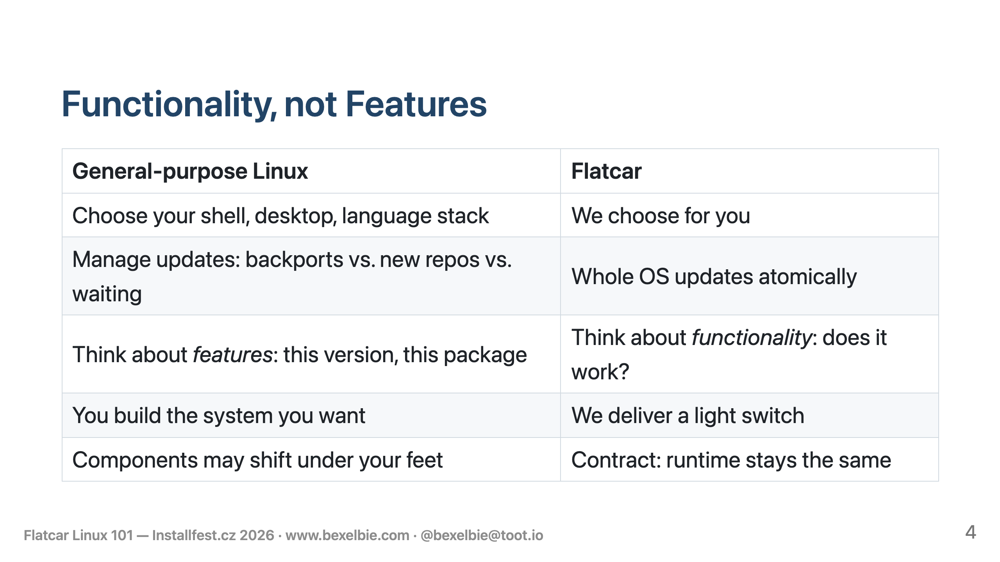 Functionality, not Features
General-purpose Linux
Flatcar
Choose your shell, desktop, language stack
We choose for you
Manage updates: backports vs. new repos vs.
waiting
Whole OS updates atomically
Think about features: this version, this package
Think about functionality: does it
work?
You build the system you want
We deliver a light switch
Components may shift under your feet
Contract: runtime stays the same
Flatcar Linux 101 — Installfest.cz 2026 · www.bexelbie.com · @bexelbie@toot.io
4